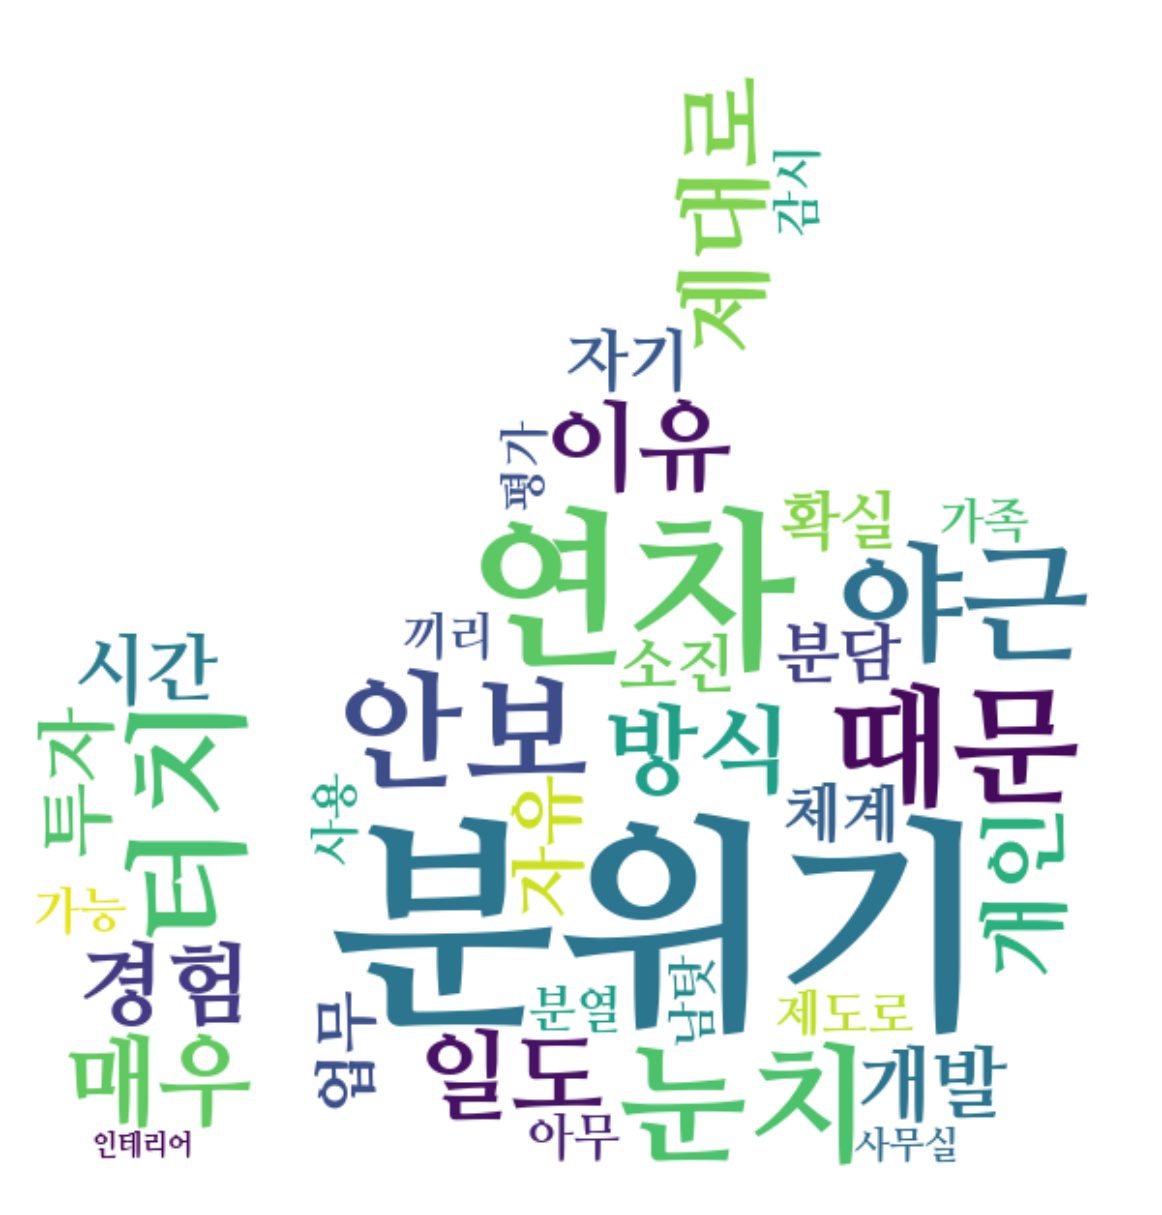 제대로
감시
자기
이유
평가
연차
확실
가족
야근
끼리
소진
분담
시간
안보
방식
때문
투자
터치
사용
자유
체계
개인
분위기
가능
경험
업무
분열
남탓
제도로
매우
일도
눈치
개발
인테리어
아무
사무실